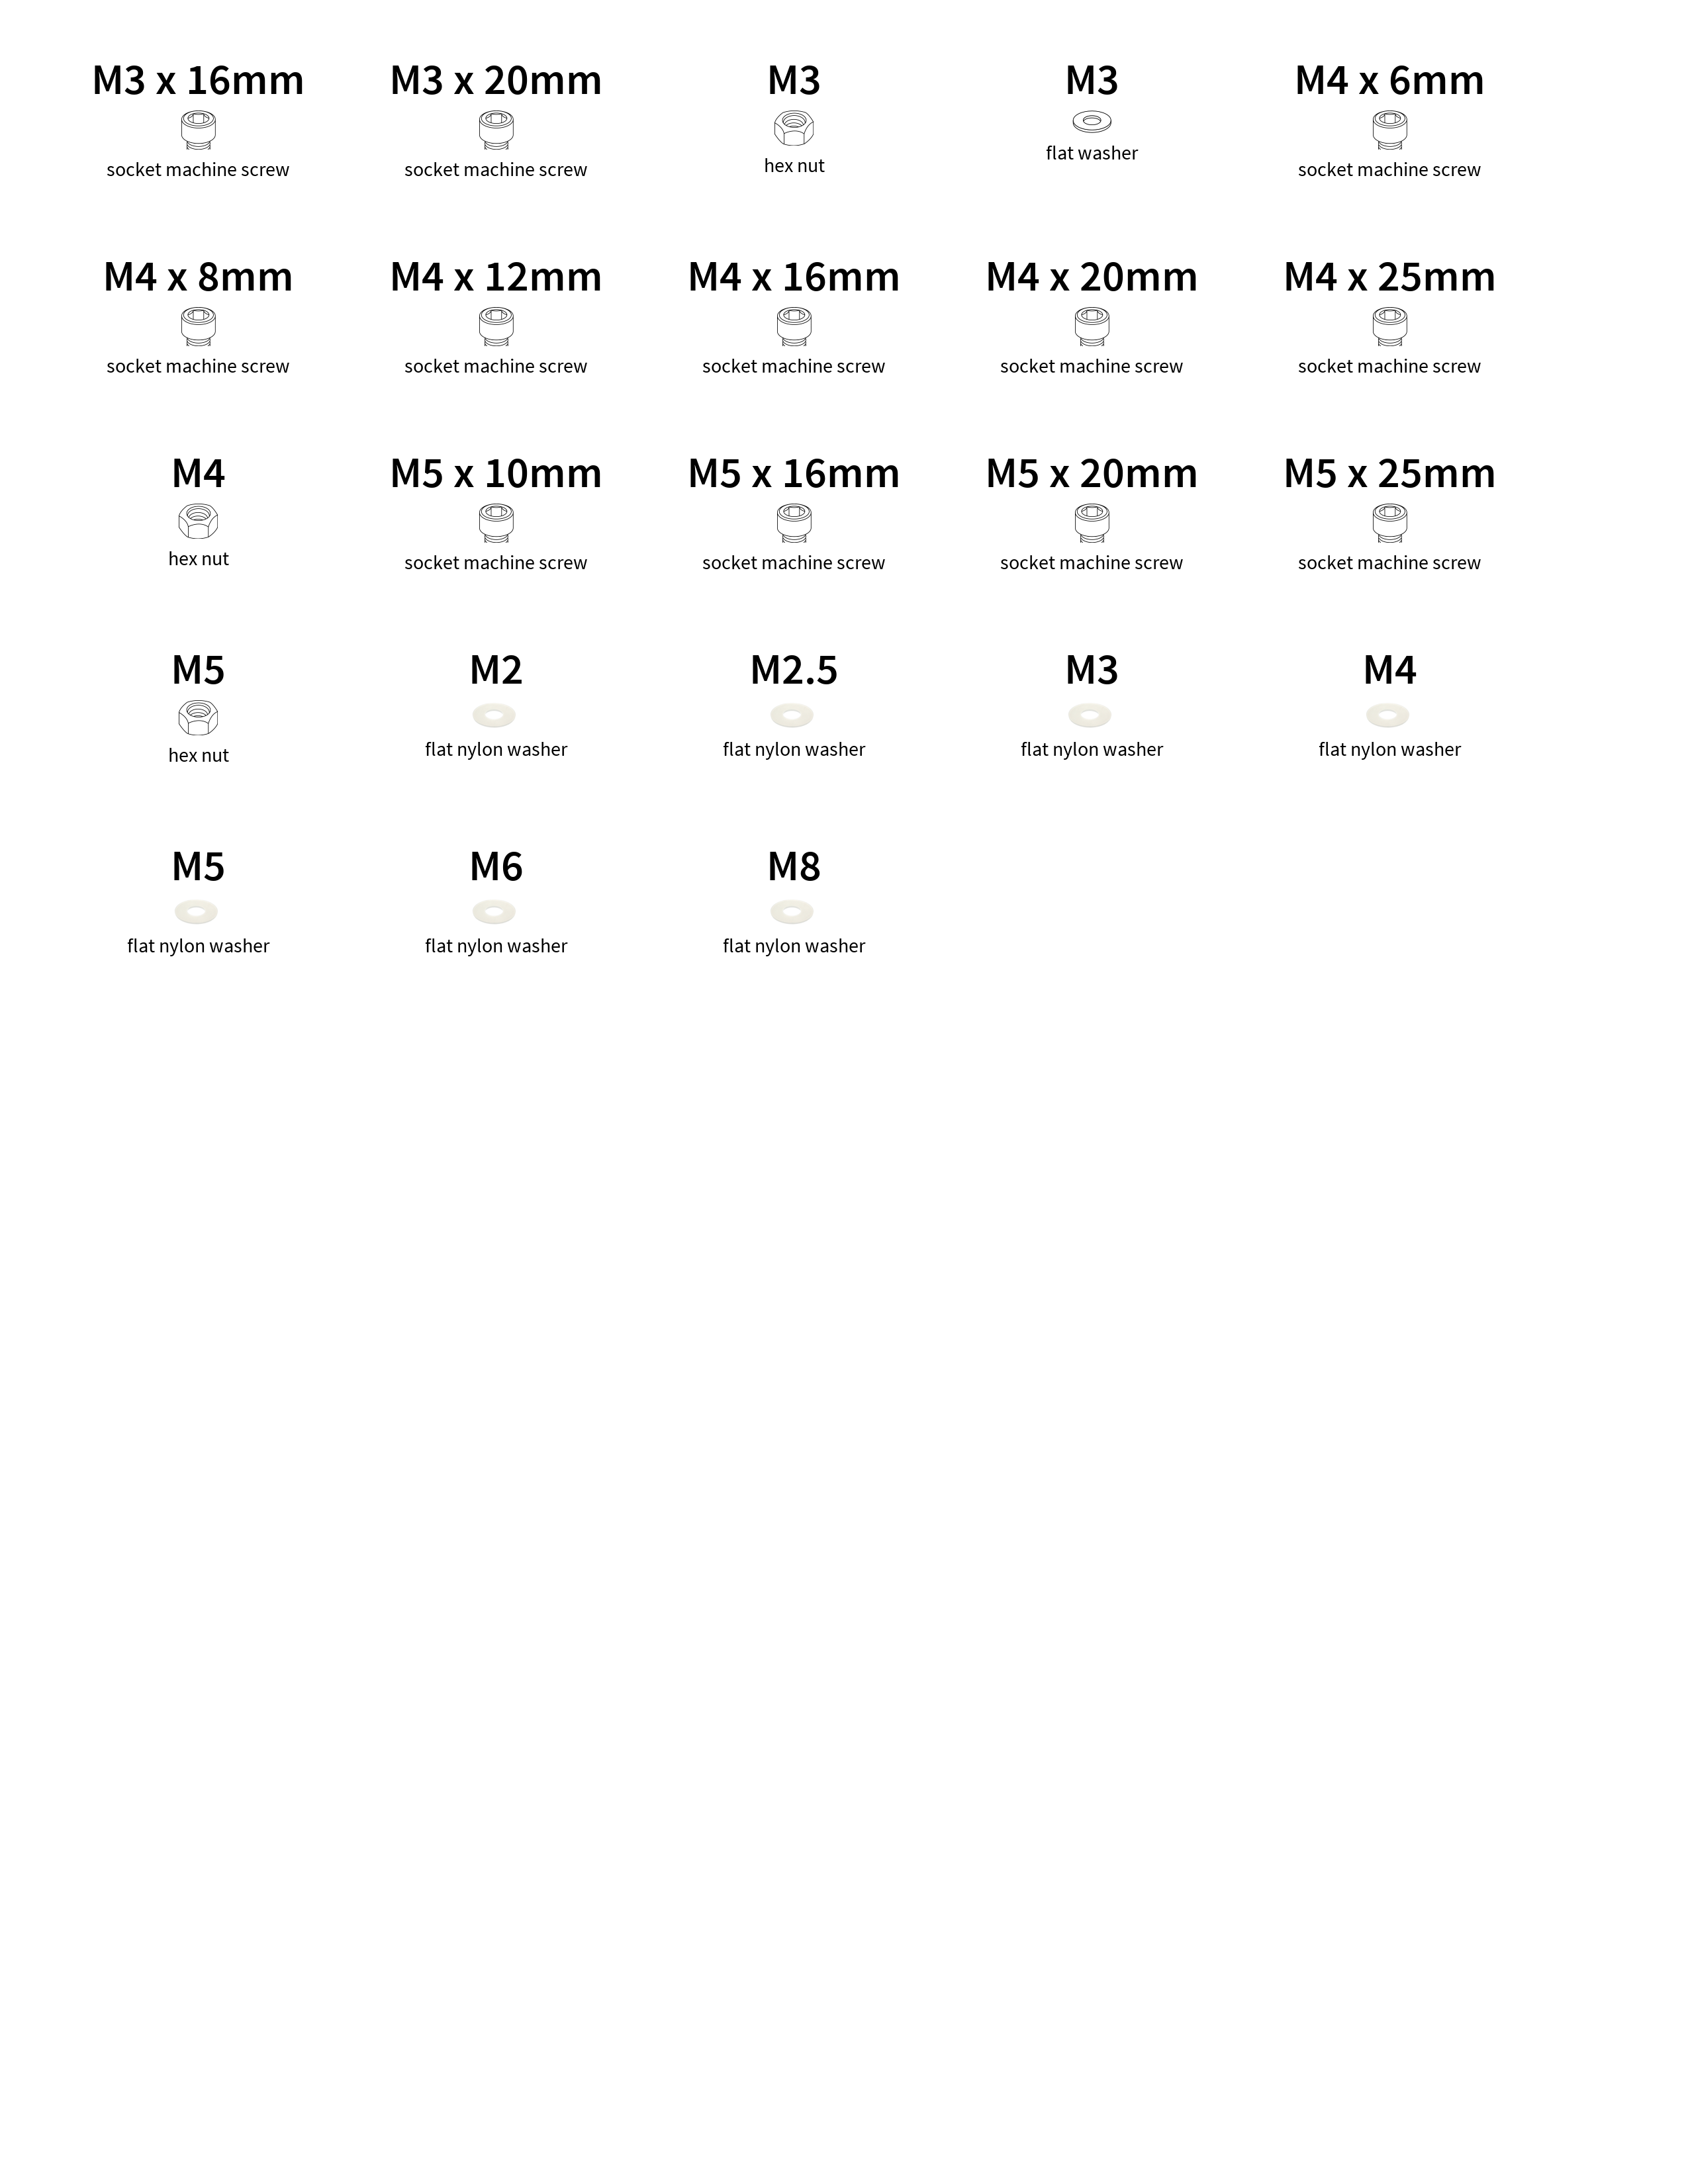 M3 x 16mm
M3 x 20mm
M3
M3
M4 x 6mm
socket machine screw
socket machine screw
hex nut
flat washer
socket machine screw
M4 x 8mm
M4 x 12mm
M4 x 16mm
M4 x 20mm
M4 x 25mm
socket machine screw
socket machine screw
socket machine screw
socket machine screw
socket machine screw
M4
M5 x 10mm
M5 x 16mm
M5 x 20mm
M5 x 25mm
hex nut
socket machine screw
socket machine screw
socket machine screw
socket machine screw
M5
M2
M2.5
M3
M4
hex nut
flat nylon washer
flat nylon washer
flat nylon washer
flat nylon washer
M5
M6
M8
flat nylon washer
flat nylon washer
flat nylon washer